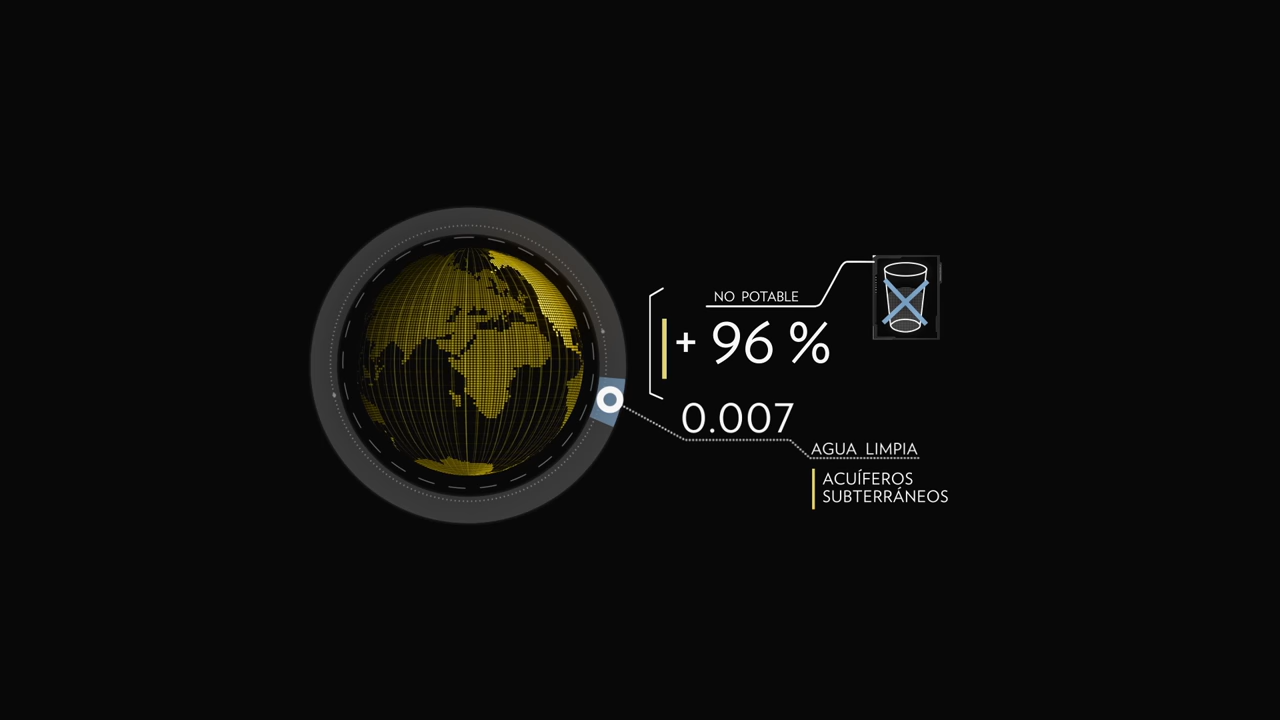 NO POTABLE
+ 96 %
0.007
AGUA LIMPIA
ACUÍFEROS
SUBTERRÁNEOS